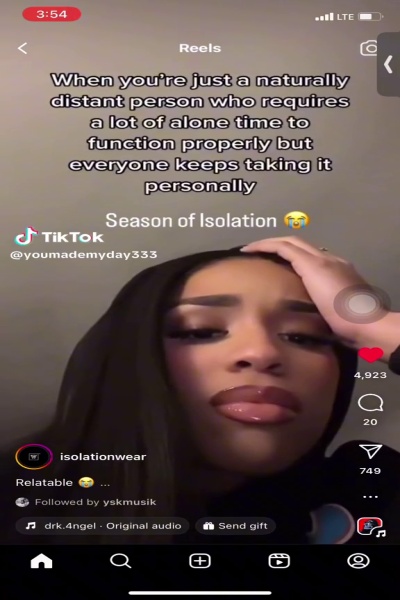 3:54
LTE
Reels
When you're just a naturally
distant person who requires
a lot of alone time to
function properly but
everyone keeps taking it
personally
Season of Isolation 😭
TikTok
@youmademyday333
4,923
20
749
isolationwear
Relatable 😭 ...
Followed by yskmusik
drk.4ngel · Original audio
Send gift